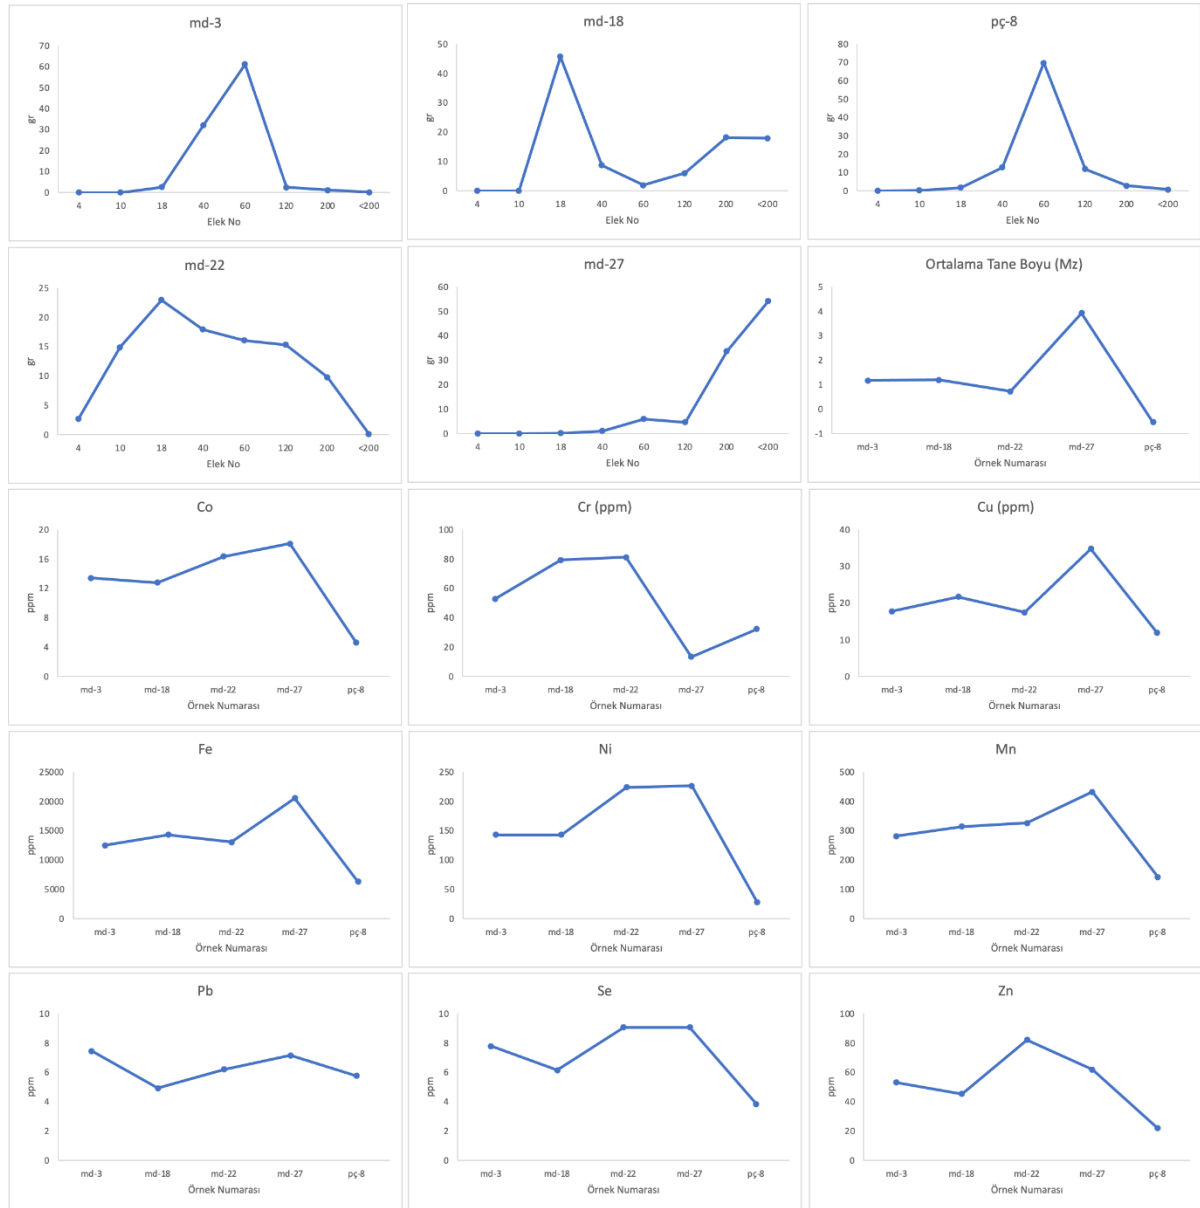 md-3
70
60
50
40
30
20
10
0
gr
4 10 18 40 60 120 200 <200
Elek No
md-18
50
40
30
20
10
0
gr
4 10 18 40 60 120 200 <200
Elek No
pç-8
80
70
60
50
40
30
20
10
0
gr
4 10 18 40 60 120 200 <200
Elek No
md-22
25
20
15
10
5
0
gr
4 10 18 40 60 120 200 <200
Elek No
md-27
60
50
40
30
20
10
0
gr
4 10 18 40 60 120 200 <200
Elek No
Ortalama Tane Boyu (Mz)
5
4
3
2
1
0
-1
md-3 md-18 md-22 md-27 pç-8
Örnek Numarası
Co
20
16
12
8
4
0
ppm
md-3 md-18 md-22 md-27 pç-8
Örnek Numarası
Cr (ppm)
100
80
60
40
20
0
ppm
md-3 md-18 md-22 md-27 pç-8
Örnek Numarası
Cu (ppm)
40
30
20
10
0
ppm
md-3 md-18 md-22 md-27 pç-8
Örnek Numarası
Fe
25000
20000
15000
10000
5000
0
ppm
md-3 md-18 md-22 md-27 pç-8
Örnek Numarası
Ni
250
200
150
100
50
0
ppm
md-3 md-18 md-22 md-27 pç-8
Örnek Numarası
Mn
500
400
300
200
100
0
ppm
md-3 md-18 md-22 md-27 pç-8
Örnek Numarası
Pb
10
8
6
4
2
0
ppm
md-3 md-18 md-22 md-27 pç-8
Örnek Numarası
Se
10
8
6
4
2
0
ppm
md-3 md-18 md-22 md-27 pç-8
Örnek Numarası
Zn
100
80
60
40
20
0
ppm
md-3 md-18 md-22 md-27 pç-8
Örnek Numarası